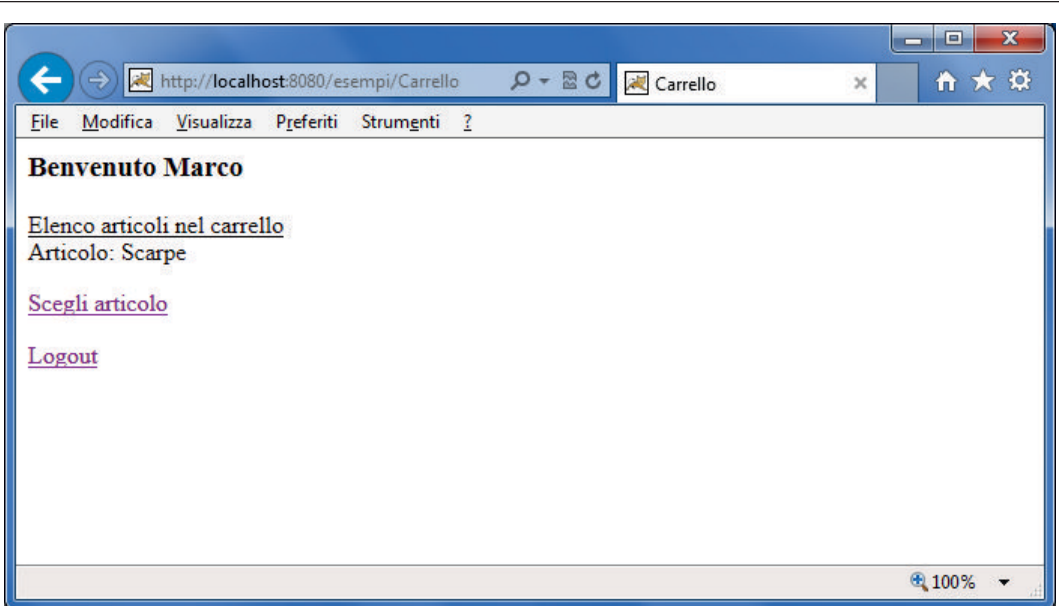 http://localhost:8080/esempi/Carrello
Carrello
File Modifica Visualizza Preferiti Strumenti ?
Benvenuto Marco
Elenco articoli nel carrello
Articolo: Scarpe
Scegli articolo
Logout
100%